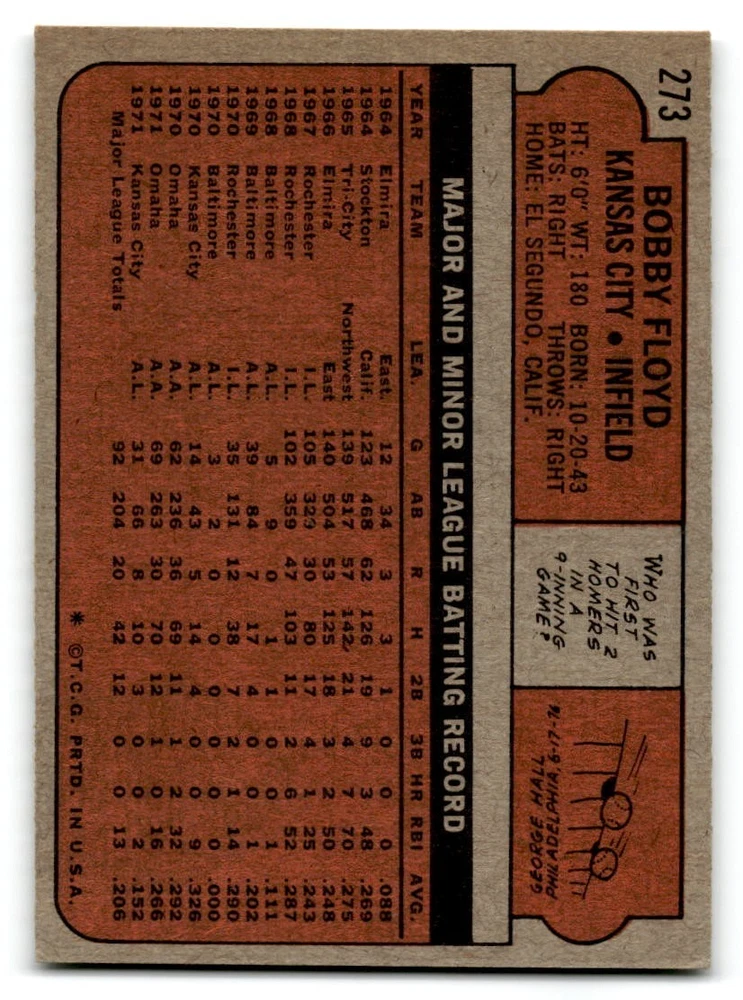 273
BOBBY FLOYD
KANSAS CITY • INFIELD
HT: 6'0" WT: 180 BORN: 10-20-43
BATS: RIGHT THROWS: RIGHT
HOME: EL SEGUNDO, CALIF.
WHO WAS
FIRST
TO HIT 2
HOMERS
IN A
9-INNING
GAME?
GEORGE HALL
PHILADELPHIA, 6-17-76
MAJOR AND MINOR LEAGUE BATTING RECORD
YEAR TEAM LEA. G AB R H 2B 3B HR RBI AVG.
1964 Elmira East. 12 34 3 3 1 0 0 0 .088
1964 Stockton Calif. 123 468 62 126 19 9 3 48 .269
1965 Tri-City Northwest 139 517 57 142 21 4 7 70 .275
1966 Elmira East 140 504 53 125 18 3 2 50 .248
1967 Rochester I.L. 105 329 30 80 17 4 1 25 .243
1968 Rochester I.L. 102 359 47 103 11 2 6 52 .287
1968 Baltimore A.L. 5 9 0 1 1 0 0 1 .111
1969 Baltimore A.L. 39 84 7 17 4 0 0 1 .202
1970 Rochester I.L. 35 131 12 38 7 2 1 14 .290
1970 Baltimore A.L. 3 2 0 0 0 0 0 0 .000
1970 Kansas City A.L. 14 43 5 14 4 0 0 9 .326
1970 Omaha A.A. 62 236 36 69 11 1 2 32 .292
1971 Omaha A.A. 69 263 30 70 12 1 0 16 .266
1971 Kansas City A.L. 31 66 8 10 3 0 0 2 .152
Major League Totals 92 204 20 42 12 0 0 13 .206
* ©T.C.G. PRTD. IN U.S.A.